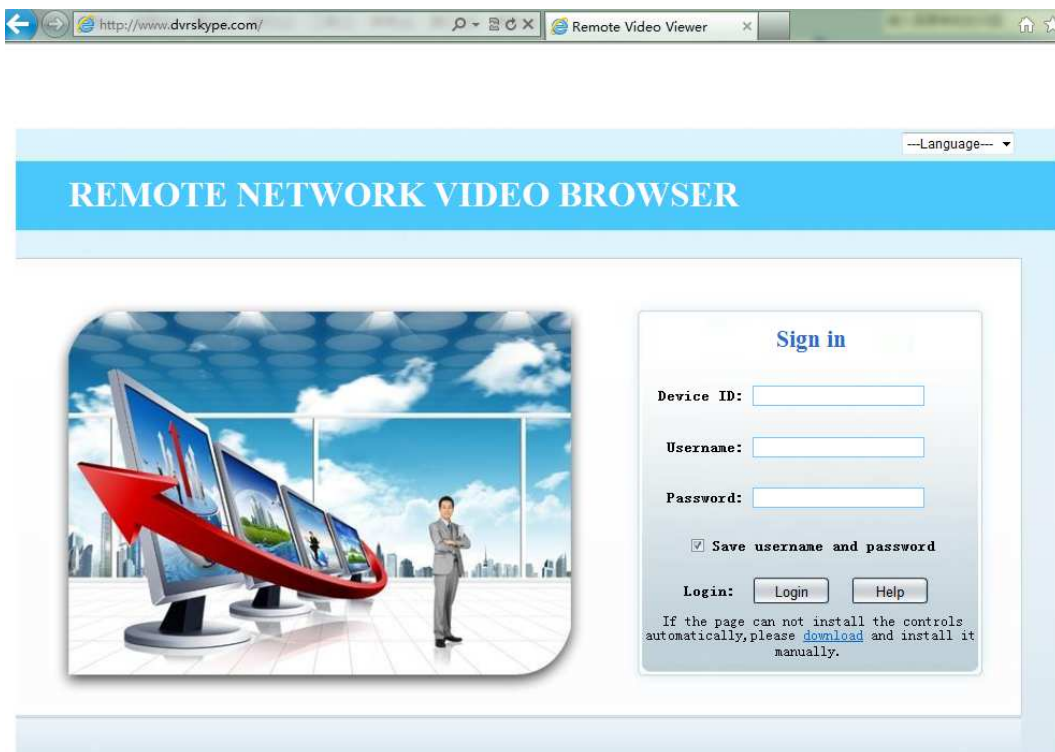 http://www.dvrskype.com/
Remote Video Viewer
---Language---
REMOTE NETWORK VIDEO BROWSER
Sign in
Device ID:
Username:
Password:
Save username and password
Login: Login Help
If the page can not install the controls
automatically,please download and install it
manually.